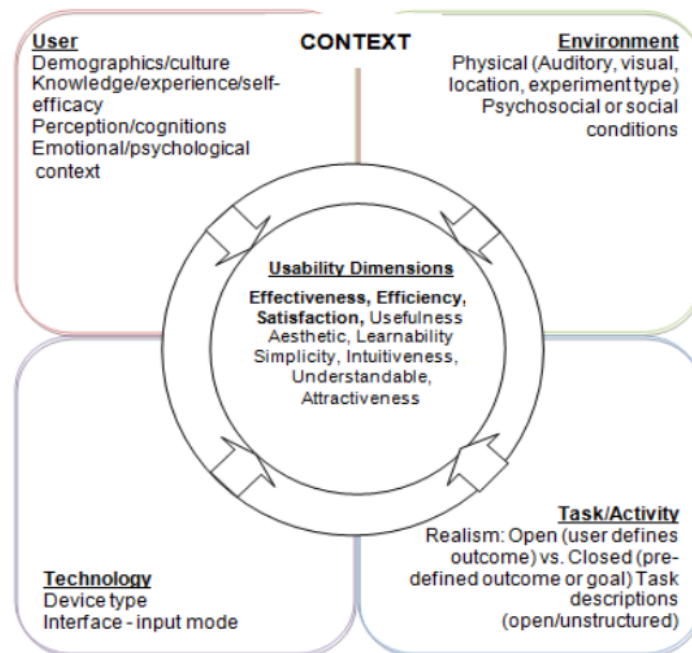 CONTEXT
User
Demographics/culture
Knowledge/experience/self-
efficacy
Perception/cognitions
Emotional/psychological
context
Environment
Physical (Auditory, visual,
location, experiment type)
Psychosocial or social
conditions
Usability Dimensions
Effectiveness, Efficiency,
Satisfaction, Usefulness
Aesthetic, Learnability
Simplicity, Intuitiveness,
Understandable,
Attractiveness
Technology
Device type
Interface - input mode
Task/Activity
Realism: Open (user defines
outcome) vs. Closed (pre-
defined outcome or goal) Task
descriptions
(open/unstructured)